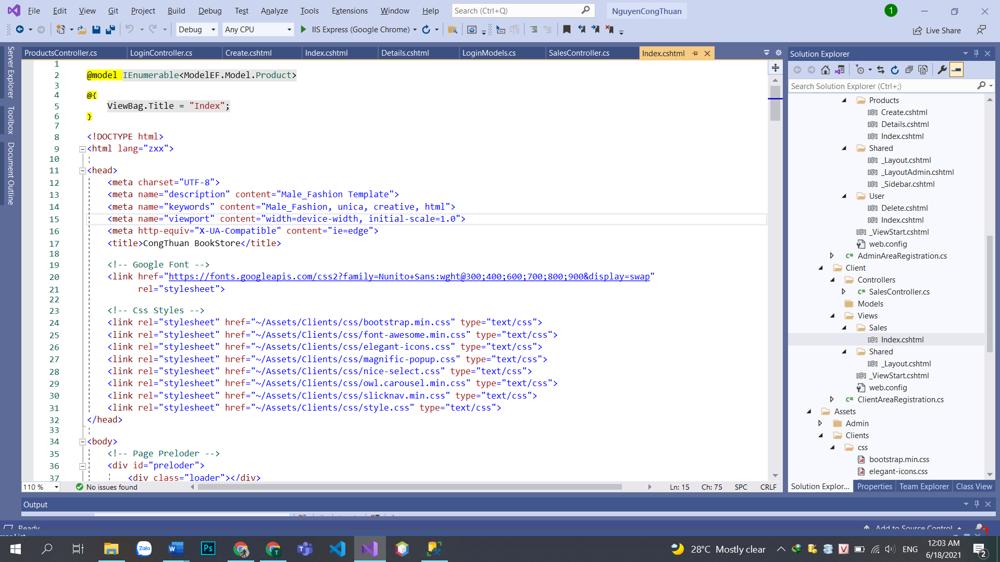 File Edit View Git Project Build Debug Test Analyze Tools Extensions Window Help Search (Ctrl+Q) NguyenCongThuan 1
Debug Any CPU IIS Express (Google Chrome) Live Share
ProductsController.cs LoginController.cs Create.cshtml Index.cshtml Details.cshtml LoginModels.cs SalesController.cs Index.cshtml
Server Explorer
Toolbox
Document Outline
1
2 @model IEnumerable<ModelEF.Model.Product>
3
4 @{
5 ViewBag.Title = "Index";
6 }
7
8 <!DOCTYPE html>
9 <html lang="zxx">
10
11 <head>
12 <meta charset="UTF-8">
13 <meta name="description" content="Male_Fashion Template">
14 <meta name="keywords" content="Male_Fashion, unica, creative, html">
15 <meta name="viewport" content="width=device-width, initial-scale=1.0">
16 <meta http-equiv="X-UA-Compatible" content="ie=edge">
17 <title>CongThuan BookStore</title>
18
19 <!-- Google Font -->
20 <link href="https://fonts.googleapis.com/css2?family=Nunito+Sans:wght@300;400;600;700;800;900&display=swap"
21 rel="stylesheet">
22
23 <!-- Css Styles -->
24 <link rel="stylesheet" href="~/Assets/Clients/css/bootstrap.min.css" type="text/css">
25 <link rel="stylesheet" href="~/Assets/Clients/css/font-awesome.min.css" type="text/css">
26 <link rel="stylesheet" href="~/Assets/Clients/css/elegant-icons.css" type="text/css">
27 <link rel="stylesheet" href="~/Assets/Clients/css/magnific-popup.css" type="text/css">
28 <link rel="stylesheet" href="~/Assets/Clients/css/nice-select.css" type="text/css">
29 <link rel="stylesheet" href="~/Assets/Clients/css/owl.carousel.min.css" type="text/css">
30 <link rel="stylesheet" href="~/Assets/Clients/css/slicknav.min.css" type="text/css">
31 <link rel="stylesheet" href="~/Assets/Clients/css/style.css" type="text/css">
32 </head>
33
34 <body>
35 <!-- Page Preloder -->
36 <div id="preloder">
37 <div class="loader"></div>
110 % No issues found Ln: 15 Ch: 75 SPC CRLF
Solution Explorer
Search Solution Explorer (Ctrl+;)
Products
Create.cshtml
Details.cshtml
Index.cshtml
Shared
_Layout.cshtml
_LayoutAdmin.cshtml
_Sidebar.cshtml
User
Delete.cshtml
Index.cshtml
_ViewStart.cshtml
web.config
AdminAreaRegistration.cs
Client
Controllers
SalesController.cs
Models
Views
Sales
Index.cshtml
Shared
_Layout.cshtml
_ViewStart.cshtml
web.config
ClientAreaRegistration.cs
Assets
Admin
Clients
css
bootstrap.min.css
elegant-icons.css
Solution Explor... Properties Team Explorer Class View
Output
Ready Add to Source Control
Zalo Ps 28°C Mostly clear ENG 12:03 AM
6/18/2021 2